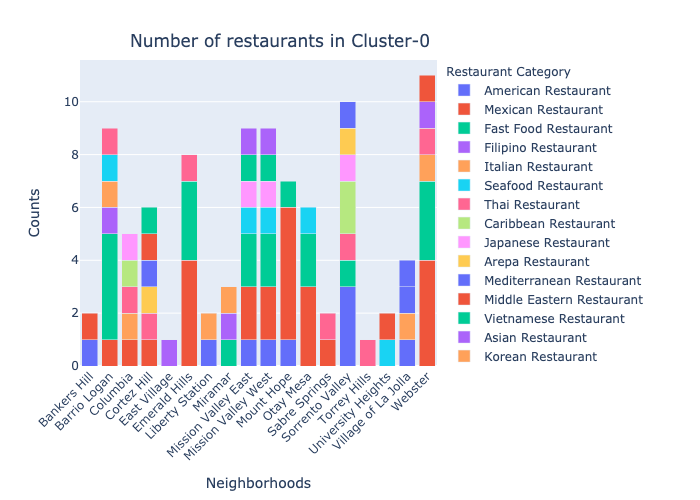 Number of restaurants in Cluster-0
Restaurant Category
American Restaurant
Mexican Restaurant
Fast Food Restaurant
Filipino Restaurant
Italian Restaurant
Seafood Restaurant
Thai Restaurant
Caribbean Restaurant
Japanese Restaurant
Arepa Restaurant
Mediterranean Restaurant
Middle Eastern Restaurant
Vietnamese Restaurant
Asian Restaurant
Korean Restaurant
Counts
10
8
6
4
2
0
Bankers Hill
Barrio Logan
Columbia
Cortez Hill
East Village
Emerald Hills
Liberty Station
Miramar
Mission Valley East
Mission Valley West
Mount Hope
Otay Mesa
Sabre Springs
Sorrento Valley
Torrey Hills
University Heights
Village of La Jolla
Webster
Neighborhoods